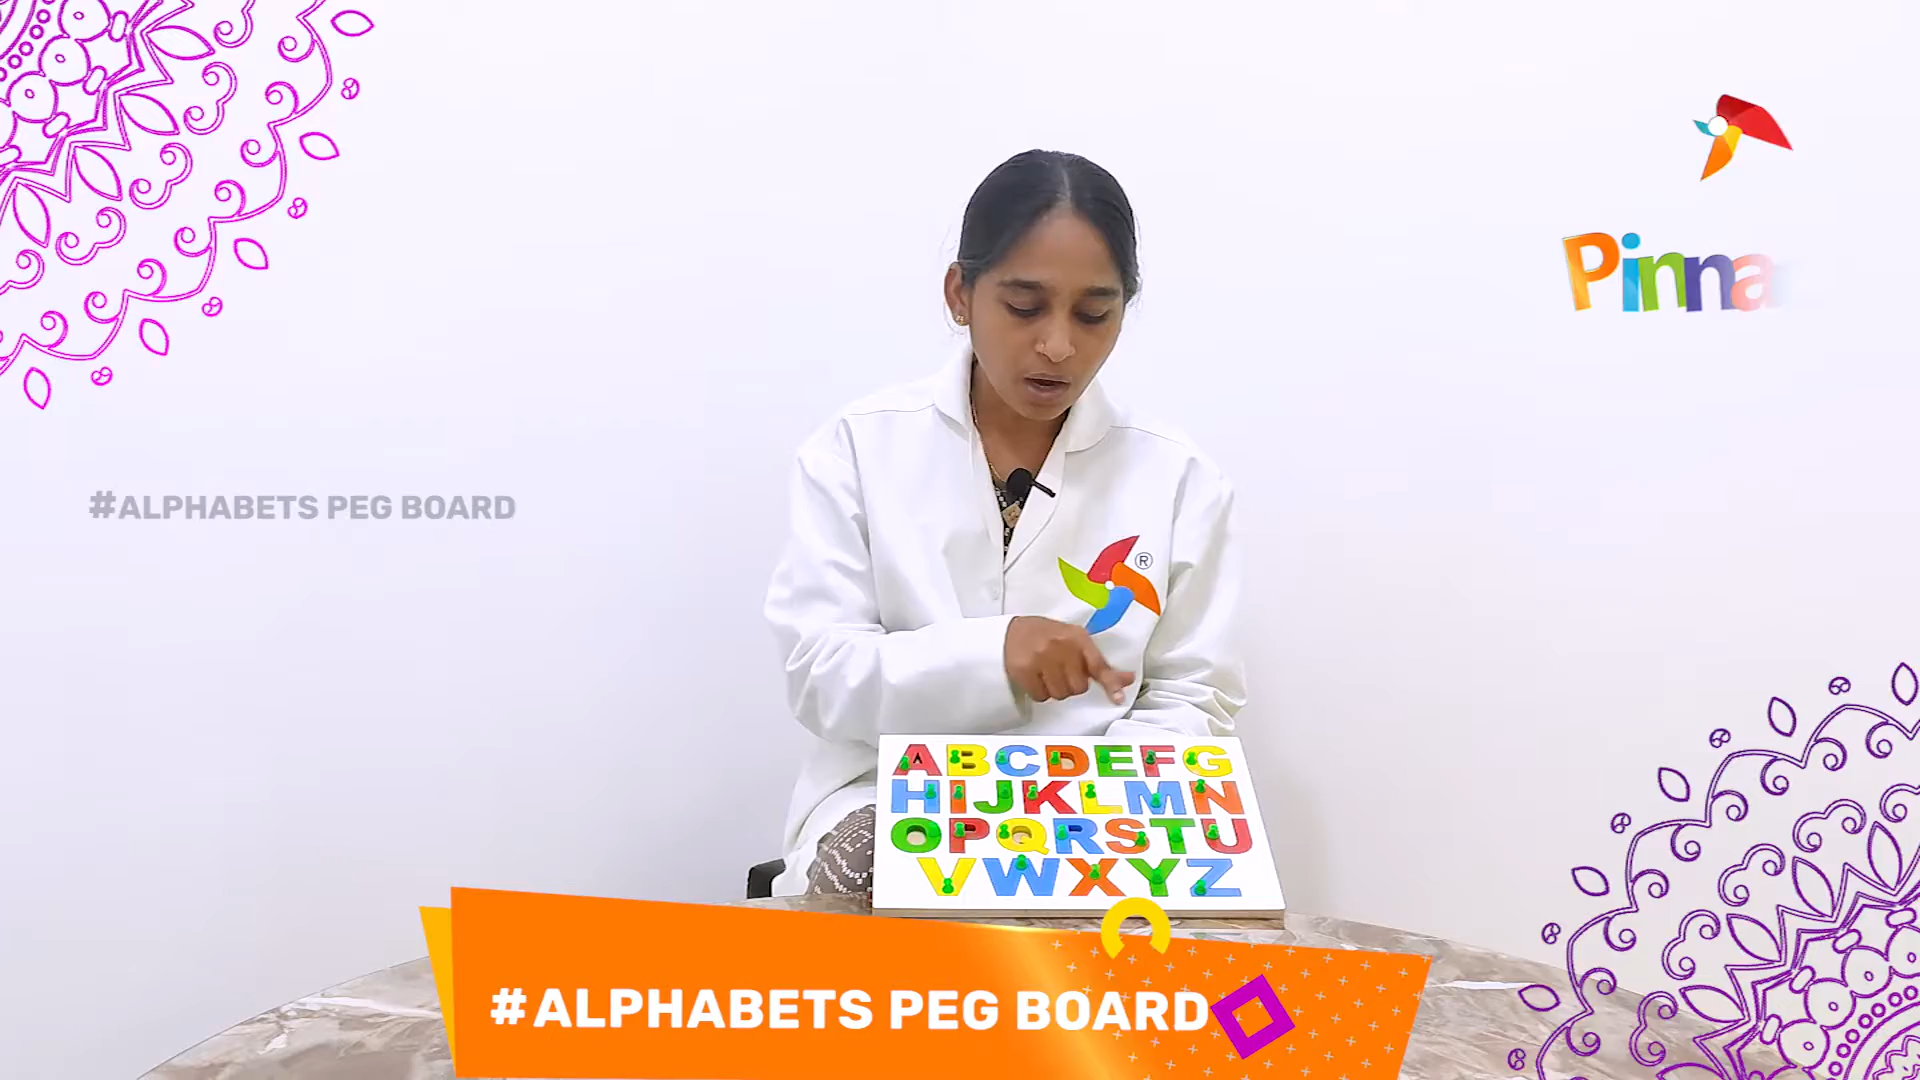 Pinna
#ALPHABETS PEG BOARD
®
ABCDEFG
HIJKLMN
OPQRSTU
VWXYZ
#ALPHABETS PEG BOARD